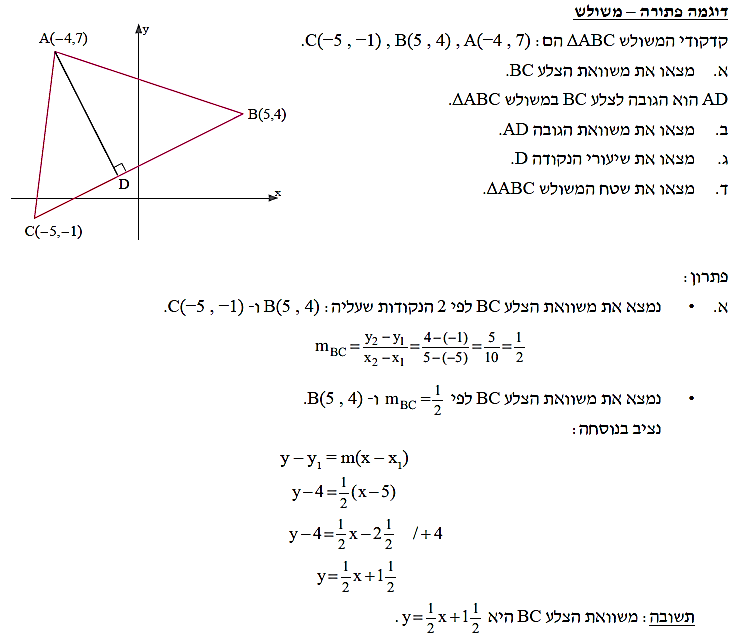 דוגמה פתורה – משולש
קדקודי המשולש ΔABC הם : A(−4 , 7) , B(5 , 4) , C(−5 , −1).
א. מצאו את משוואת הצלע BC.
AD הוא הגובה לצלע BC במשולש ΔABC.
ב. מצאו את משוואת הגובה AD.
ג. מצאו את שיעורי הנקודה D.
ד. מצאו את שטח המשולש ΔABC.
y
A(−4,7)
B(5,4)
D
x
C(−5,−1)
פתרון :
א. • נמצא את משוואת הצלע BC לפי 2 הנקודות שעליה : B(5 , 4) ו- C(−5 , −1).
m_BC = (y₂ − y₁)/(x₂ − x₁) = (4−(−1))/(5−(−5)) = 5/10 = 1/2
• נמצא את משוואת הצלע BC לפי m_BC = 1/2 ו- B(5 , 4).
נציב בנוסחה :
y − y₁ = m(x − x₁)
y − 4 = 1/2(x − 5)
y − 4 = 1/2x − 2 1/2 / + 4
y = 1/2x + 1 1/2
תשובה : משוואת הצלע BC היא y = 1/2x + 1 1/2 .